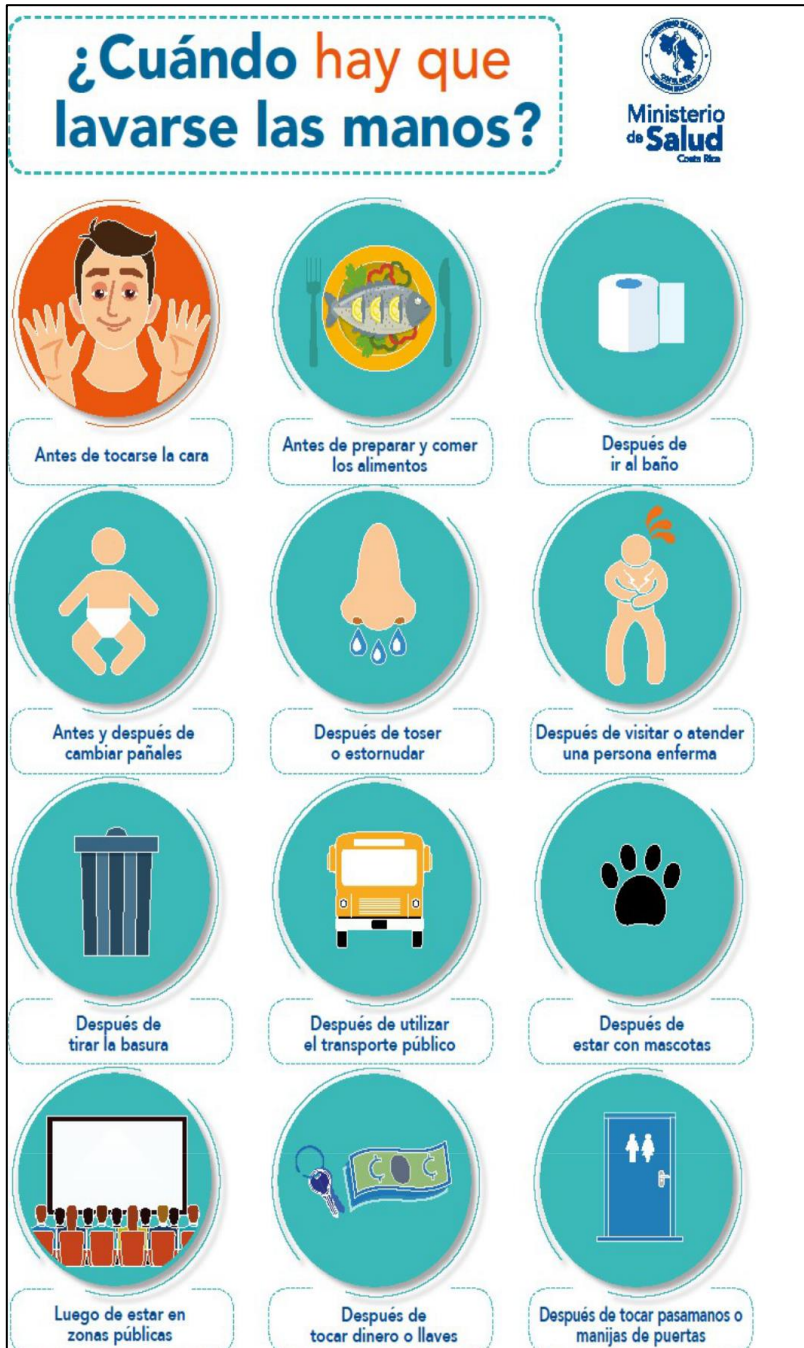 ¿Cuándo hay que
lavarse las manos?
Ministerio
de Salud
Costa Rica
Antes de tocarse la cara
Antes de preparar y comer
los alimentos
Después de
ir al baño
Antes y después de
cambiar pañales
Después de toser
o estornudar
Después de visitar o atender
una persona enferma
Después de
tirar la basura
Después de utilizar
el transporte público
Después de
estar con mascotas
Luego de estar en
zonas públicas
Después de
tocar dinero o llaves
Después de tocar pasamanos o
manijas de puertas